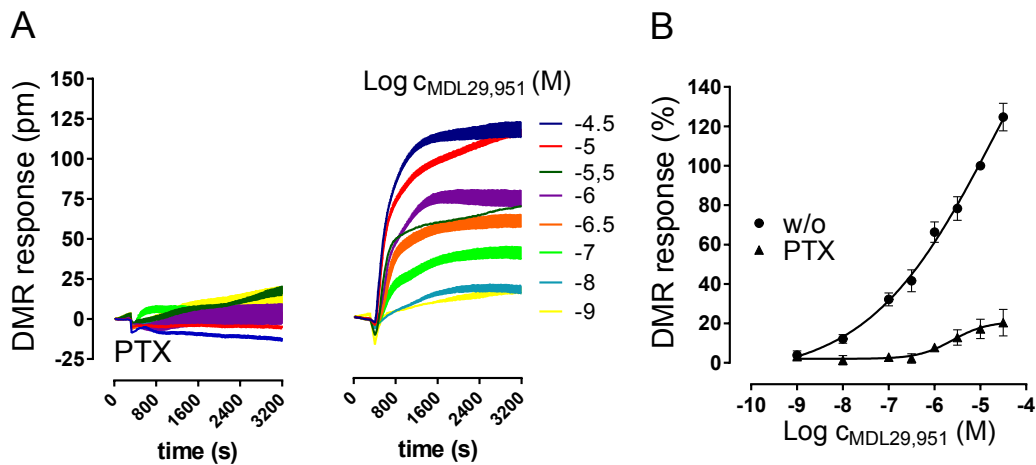 A
B
DMR response (pm)
150
125
100
75
50
25
0
-25
PTX
0
800
1600
2400
3200
time (s)
0
800
1600
2400
3200
time (s)
Log cMDL29,951 (M)
-4.5
-5
-5,5
-6
-6.5
-7
-8
-9
DMR response (%)
140
120
100
80
60
40
20
0
w/o
PTX
-10 -9 -8 -7 -6 -5 -4
Log cMDL29,951 (M)